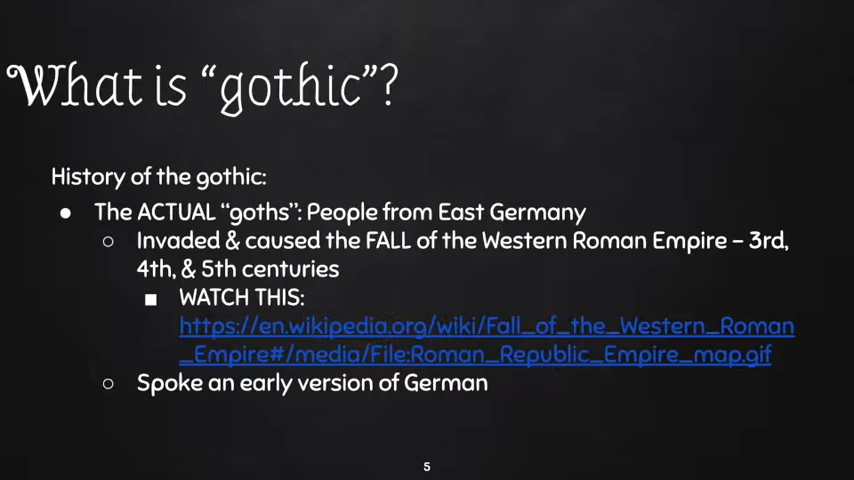 What is “gothic”?
History of the gothic:
● The ACTUAL “goths”: People from East Germany
○ Invaded & caused the FALL of the Western Roman Empire – 3rd,
4th, & 5th centuries
■ WATCH THIS:
https://en.wikipedia.org/wiki/Fall_of_the_Western_Roman
_Empire#/media/File:Roman_Republic_Empire_map.gif
○ Spoke an early version of German
5